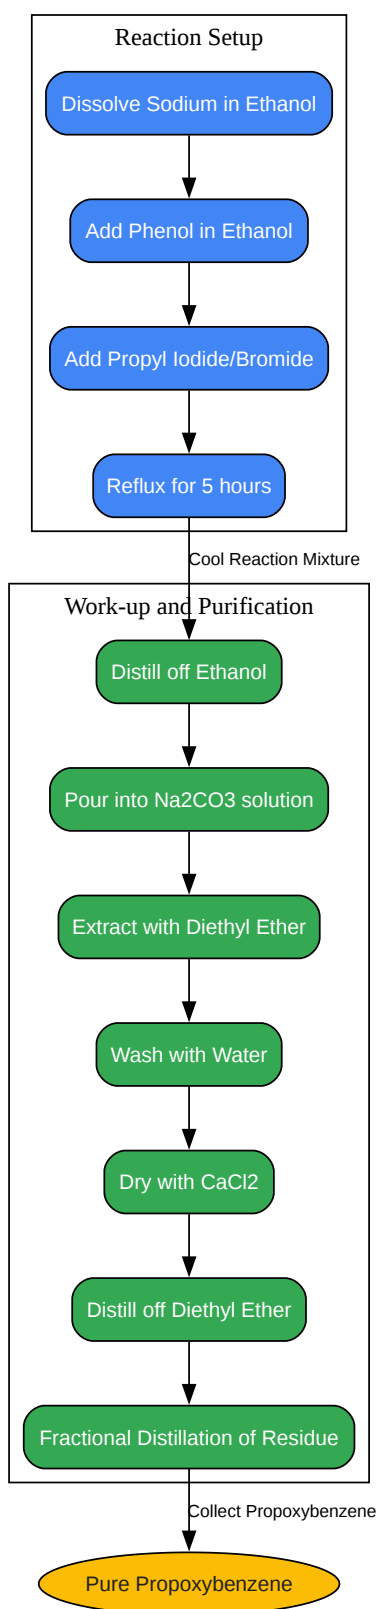 Reaction Setup
Dissolve Sodium in Ethanol
Add Phenol in Ethanol
Add Propyl Iodide/Bromide
Reflux for 5 hours
Cool Reaction Mixture
Work-up and Purification
Distill off Ethanol
Pour into Na2CO3 solution
Extract with Diethyl Ether
Wash with Water
Dry with CaCl2
Distill off Diethyl Ether
Fractional Distillation of Residue
Collect Propoxybenzene
Pure Propoxybenzene